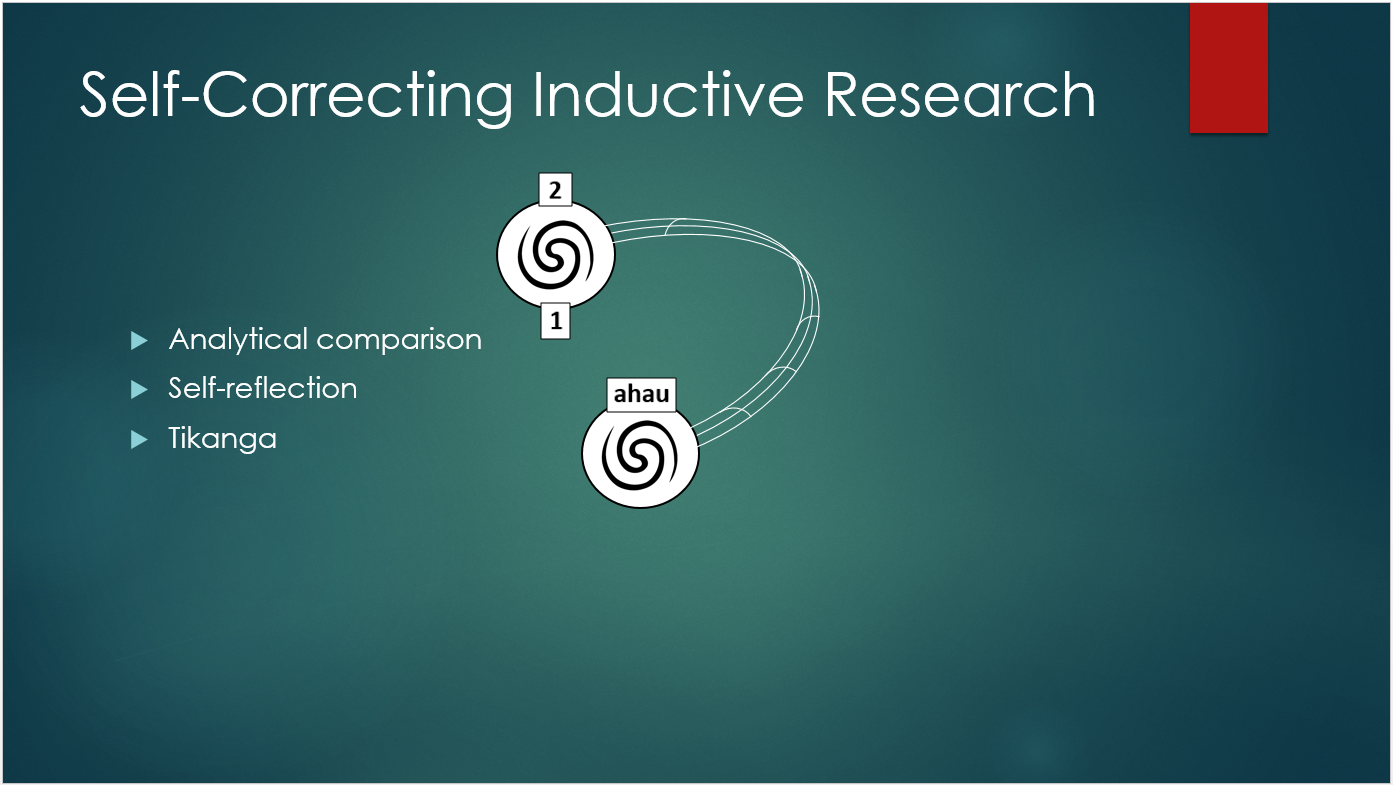 Self-Correcting Inductive Research
2
1
Analytical comparison
Self-reflection
Tikanga
ahau